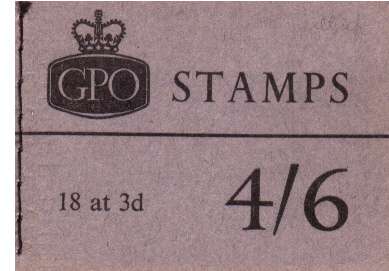 GPO STAMPS
18 at 3d 4/6